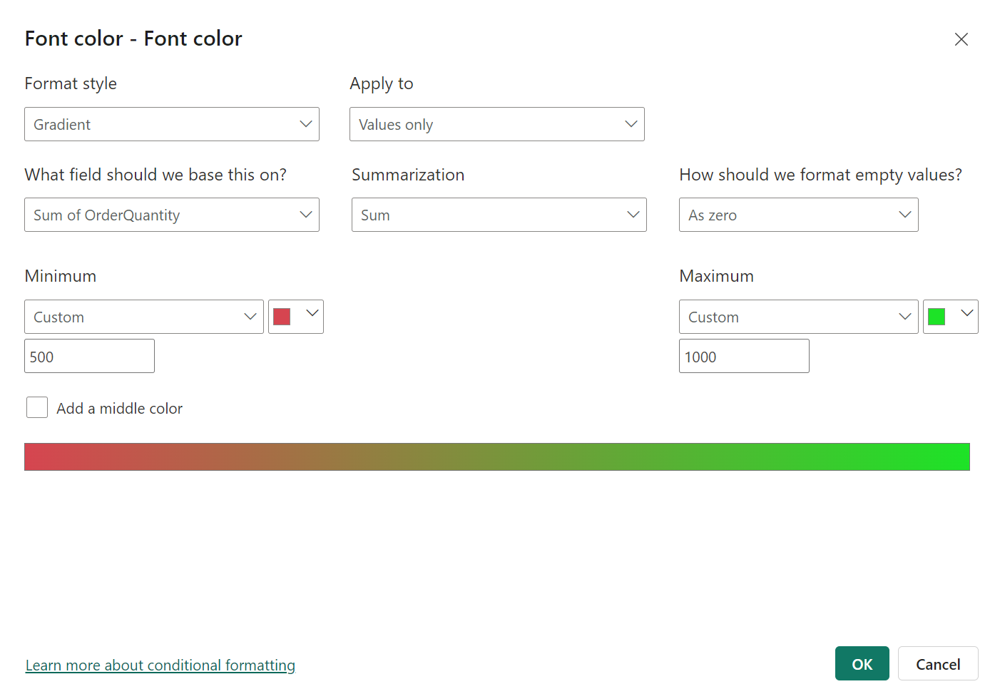 Font color - Font color
Format style
Apply to
Gradient
Values only
What field should we base this on?
Summarization
How should we format empty values?
Sum of OrderQuantity
Sum
As zero
Minimum
Maximum
Custom
Custom
500
1000
Add a middle color
Learn more about conditional formatting
OK
Cancel